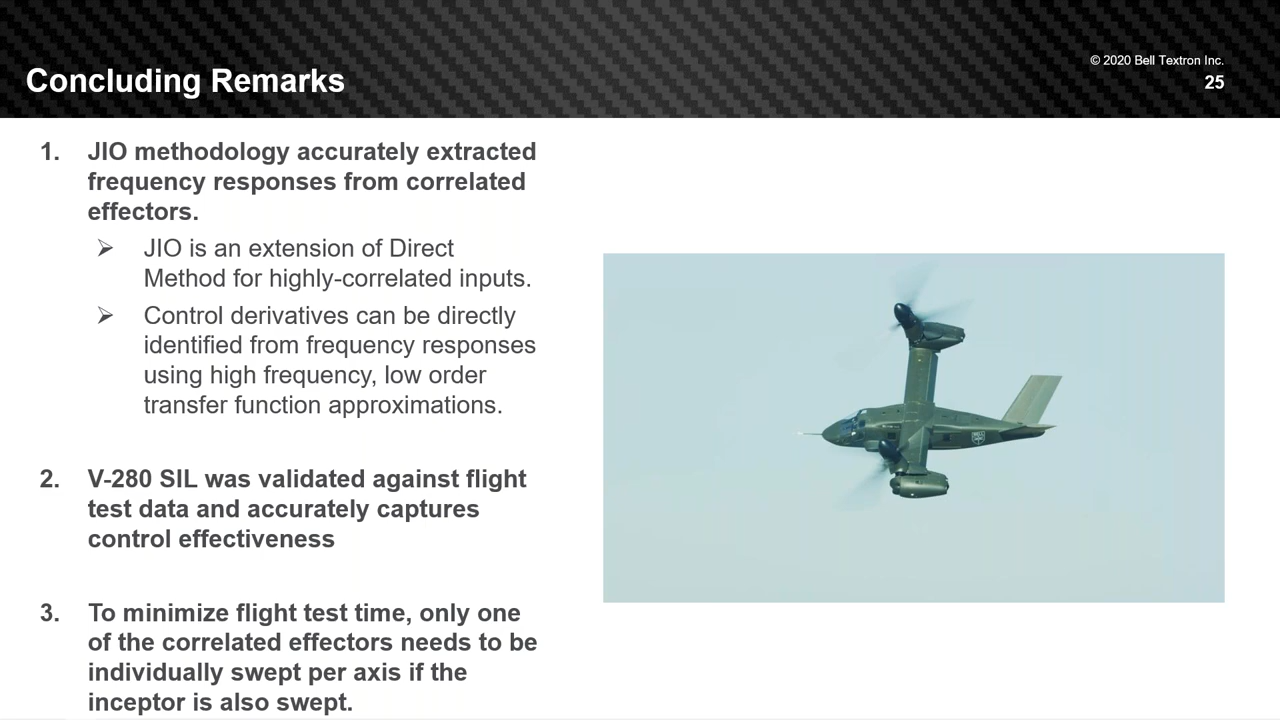 Concluding Remarks
© 2020 Bell Textron Inc.
25
1. JIO methodology accurately extracted
frequency responses from correlated
effectors.
➢ JIO is an extension of Direct
Method for highly-correlated inputs.
➢ Control derivatives can be directly
identified from frequency responses
using high frequency, low order
transfer function approximations.
2. V-280 SIL was validated against flight
test data and accurately captures
control effectiveness
3. To minimize flight test time, only one
of the correlated effectors needs to be
individually swept per axis if the
inceptor is also swept.